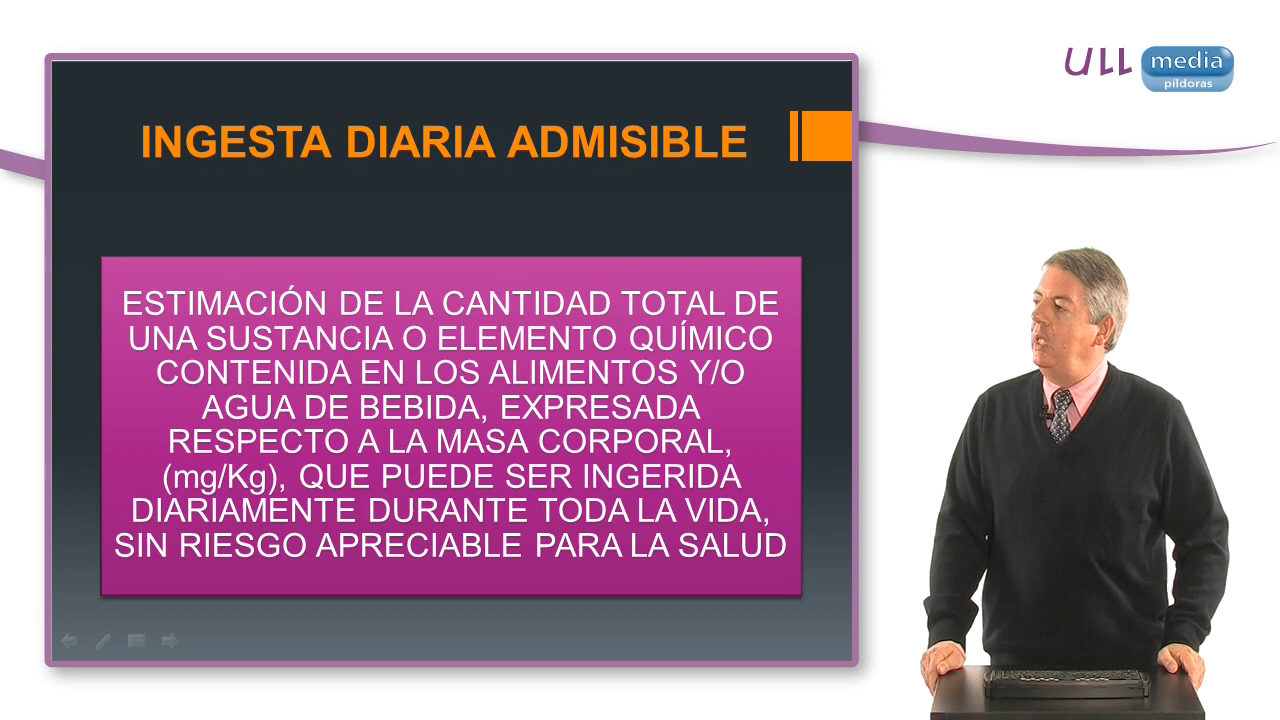 INGESTA DIARIA ADMISIBLE
ESTIMACIÓN DE LA CANTIDAD TOTAL DE
UNA SUSTANCIA O ELEMENTO QUÍMICO
CONTENIDA EN LOS ALIMENTOS Y/O
AGUA DE BEBIDA, EXPRESADA
RESPECTO A LA MASA CORPORAL,
(mg/Kg), QUE PUEDE SER INGERIDA
DIARIAMENTE DURANTE TODA LA VIDA,
SIN RIESGO APRECIABLE PARA LA SALUD
ULL media
píldoras